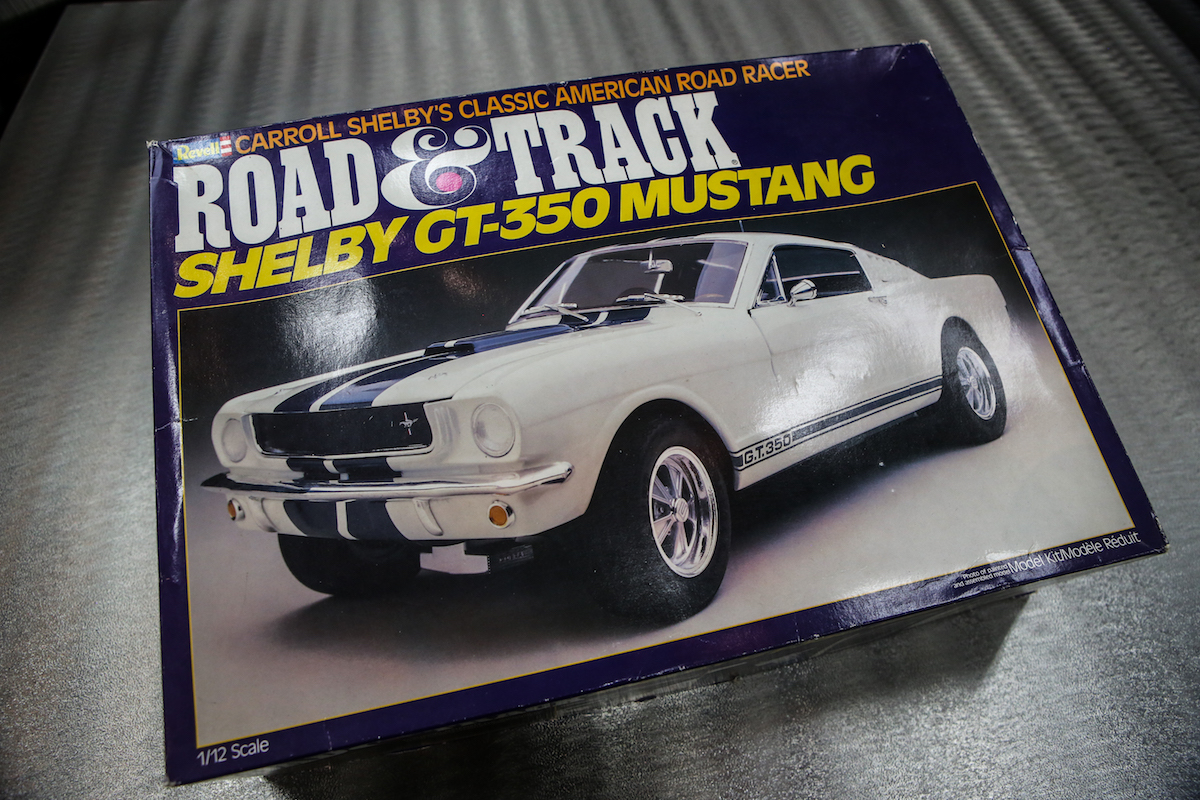 Revell
CARROLL SHELBY'S CLASSIC AMERICAN ROAD RACER
ROAD & TRACK®
SHELBY GT-350 MUSTANG
G.T.350
Photo of painted
and assembled model
Model Kit/Modèle Réduit
1/12 Scale